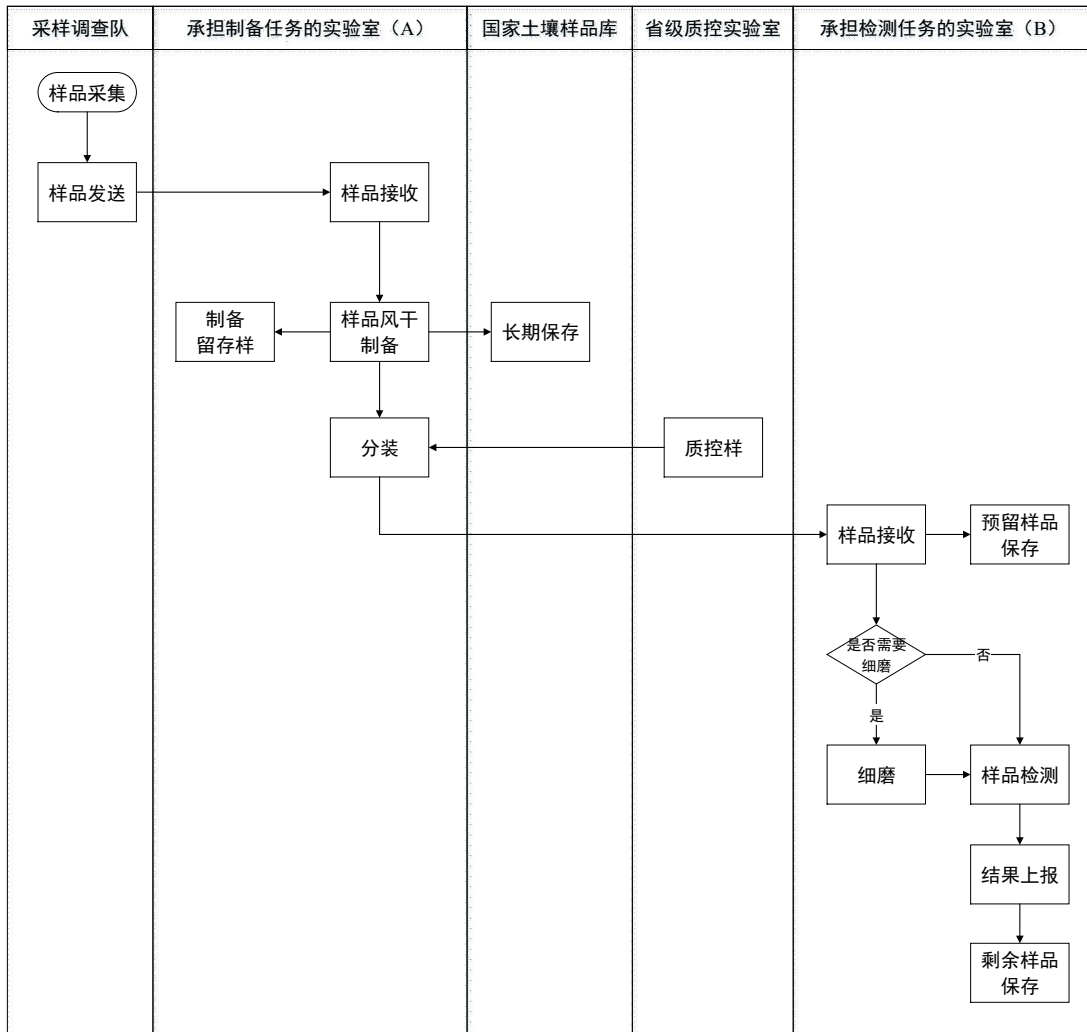 采样调查队
承担制备任务的实验室（A）
国家土壤样品库
省级质控实验室
承担检测任务的实验室（B）
样品采集
样品发送
样品接收
制备
留存样
样品风干
制备
长期保存
分装
质控样
样品接收
预留样品
保存
是否需要
细磨
否
是
细磨
样品检测
结果上报
剩余样品
保存